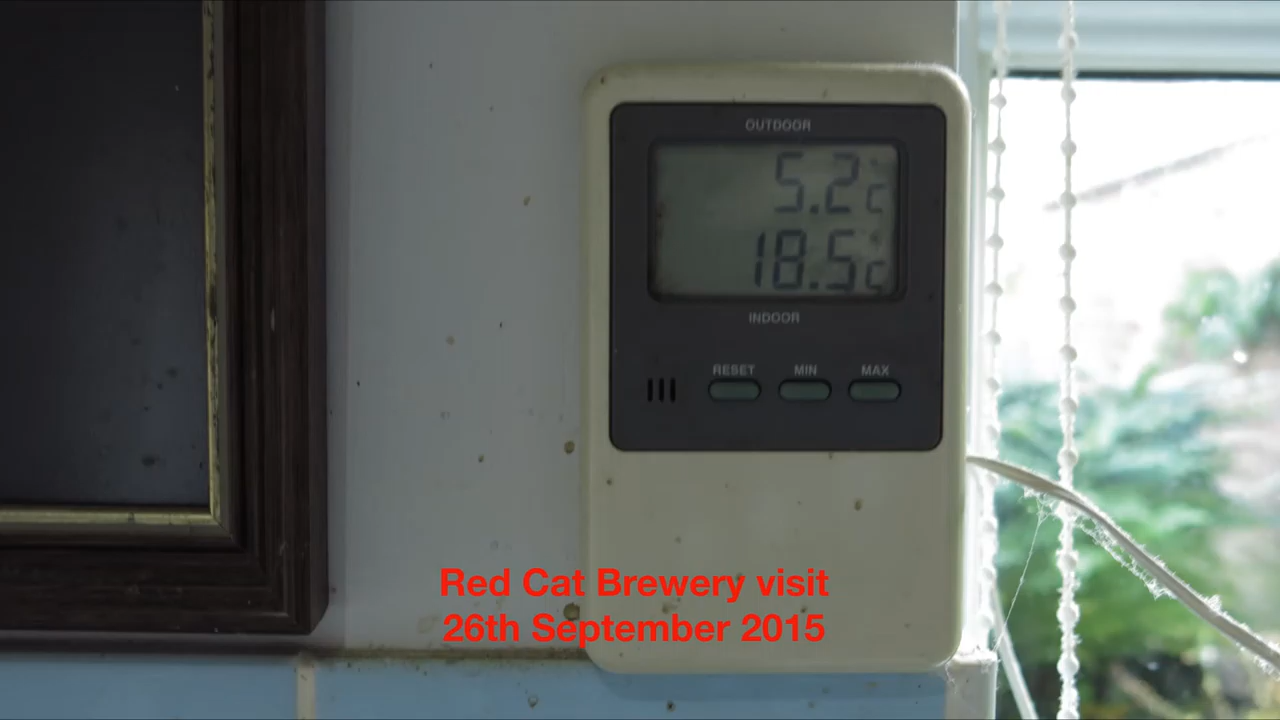 OUTDOOR
5.2c
18.5c
INDOOR
RESET MIN MAX
Red Cat Brewery visit
26th September 2015